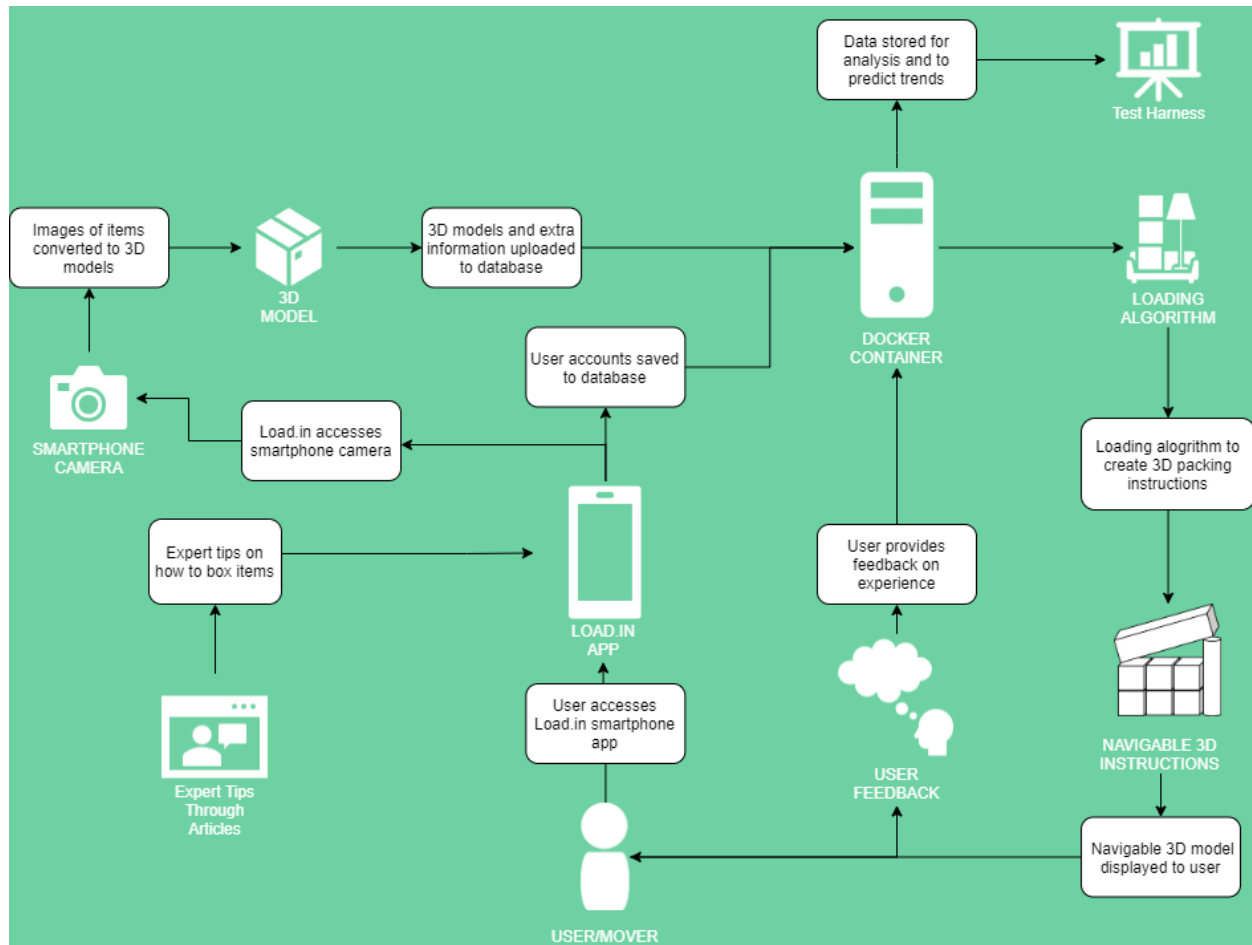 Data stored for
analysis and to
predict trends
Test Harness
Images of items
converted to 3D
models
3D
MODEL
3D models and extra
information uploaded
to database
DOCKER
CONTAINER
LOADING
ALGORITHM
User accounts saved
to database
SMARTPHONE
CAMERA
Load.in accesses
smartphone camera
Loading alogrithm to
create 3D packing
instructions
Expert tips on
how to box items
LOAD.IN
APP
User provides
feedback on
experience
Expert Tips
Through
Articles
User accesses
Load.in smartphone
app
USER
FEEDBACK
NAVIGABLE 3D
INSTRUCTIONS
Navigable 3D model
displayed to user
USER/MOVER